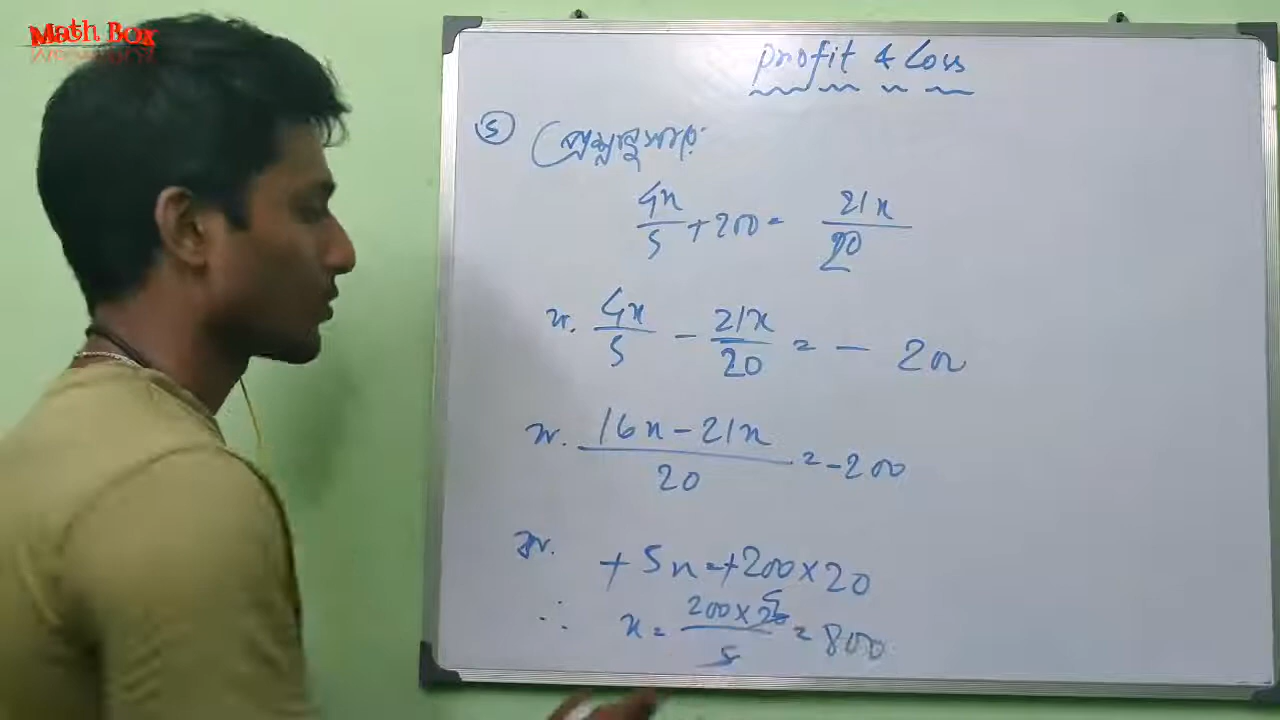 Math Box
Profit & Loss
৫ প্রশ্নানুসারে,
4x/5 + 200 = 21x/20
বা, 4x/5 - 21x/20 = - 200
বা, 16x - 21x/20 = -200
বা, + 5x = +200 × 20
∴ x = 200 × 20/5 = 800